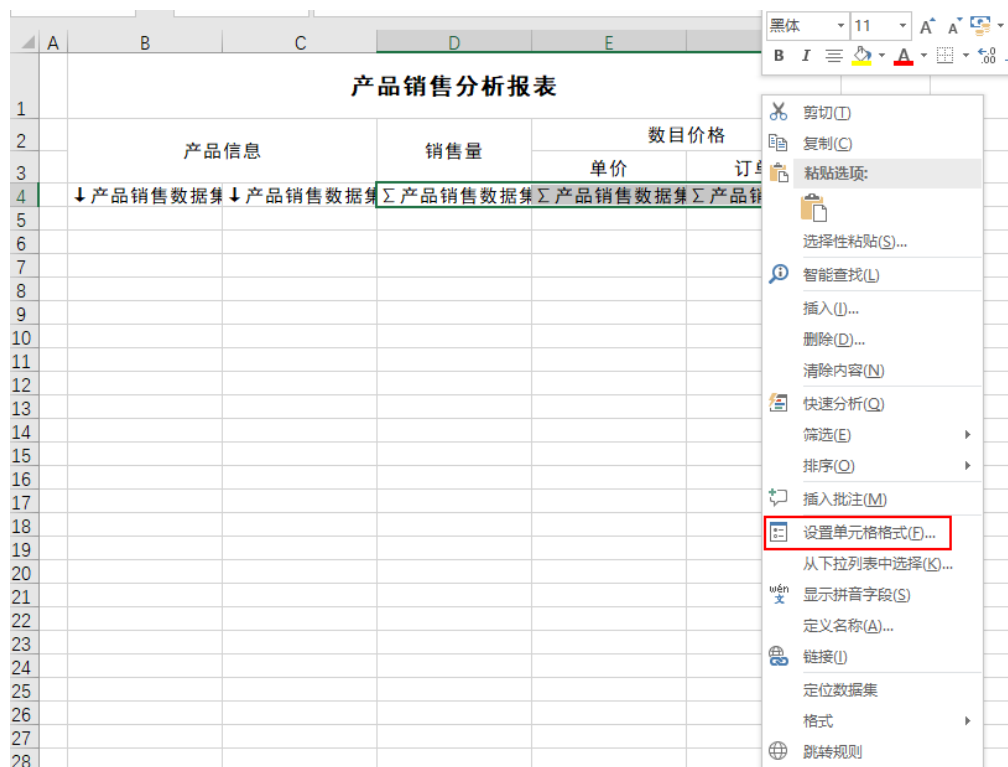 黑体 11 A A
B I A .00
A B C D E
产品销售分析报表
1
2 数目价格
产品信息 销售量
3 单价 订单
4 ↓产品销售数据集 ↓产品销售数据集 Σ产品销售数据集 Σ产品销售数据集 Σ产品销
5
6
7
8
9
10
11
12
13
14
15
16
17
18
19
20
21
22
23
24
25
26
27
28
剪切(T)
复制(C)
粘贴选项:
选择性粘贴(S)...
智能查找(L)
插入(I)...
删除(D)...
清除内容(N)
快速分析(Q)
筛选(E)
排序(O)
插入批注(M)
设置单元格格式(F)...
从下拉列表中选择(K)...
wén
文 显示拼音字段(S)
定义名称(A)...
链接(I)
定位数据集
格式
跳转规则